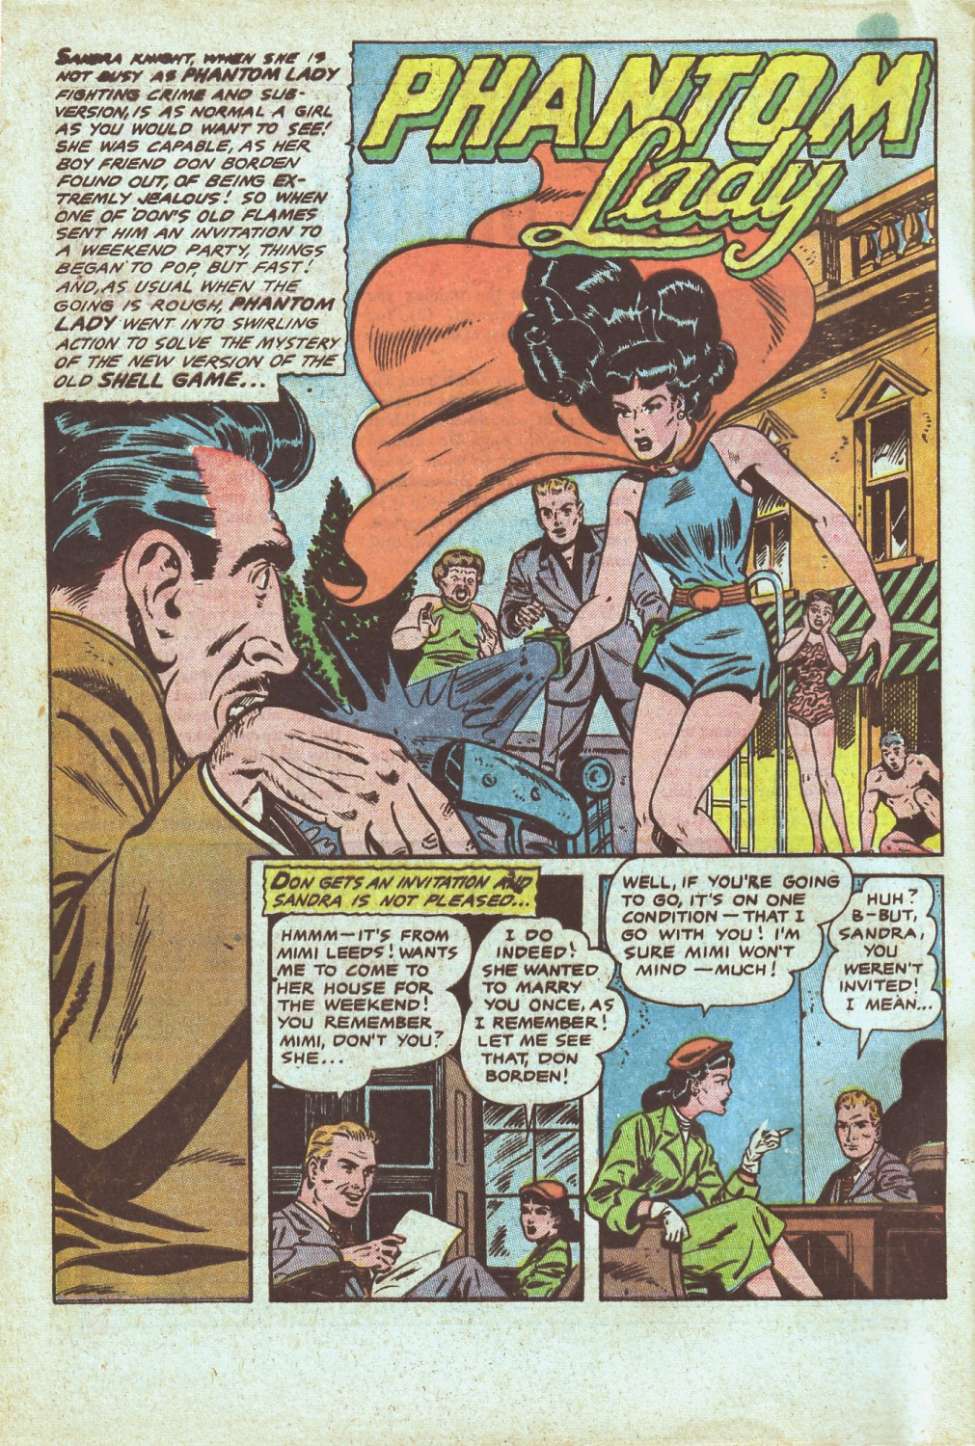 SANDRA KNIGHT, WHEN SHE IS
NOT BUSY AS PHANTOM LADY
FIGHTING CRIME AND SUB-
VERSION, IS AS NORMAL A GIRL
AS YOU WOULD WANT TO SEE!
SHE WAS CAPABLE, AS HER
BOY FRIEND DON BORDEN
FOUND OUT, OF BEING EX-
TREMLY JEALOUS! SO WHEN
ONE OF DON'S OLD FLAMES
SENT HIM AN INVITATION TO
A WEEKEND PARTY, THINGS
BEGAN TO POP, BUT FAST!
AND, AS USUAL WHEN THE
GOING IS ROUGH, PHANTOM
LADY WENT INTO SWIRLING
ACTION TO SOLVE THE MYSTERY
OF THE NEW VERSION OF THE
OLD SHELL GAME...
PHANTOM
Lady
DON GETS AN INVITATION AND
SANDRA IS NOT PLEASED...
HMMM—IT'S FROM
MIMI LEEDS! WANTS
ME TO COME TO
HER HOUSE FOR
THE WEEKEND!
YOU REMEMBER
MIMI, DON'T YOU?
SHE...
I DO
INDEED!
SHE WANTED
TO MARRY
YOU ONCE, AS
I REMEMBER!
LET ME SEE
THAT, DON
BORDEN!
WELL, IF YOU'RE GOING
TO GO, IT'S ON ONE
CONDITION—THAT I
GO WITH YOU! I'M
SURE MIMI WON'T
MIND—MUCH!
HUH?
B-BUT,
SANDRA,
YOU
WEREN'T
INVITED!
I MEAN...